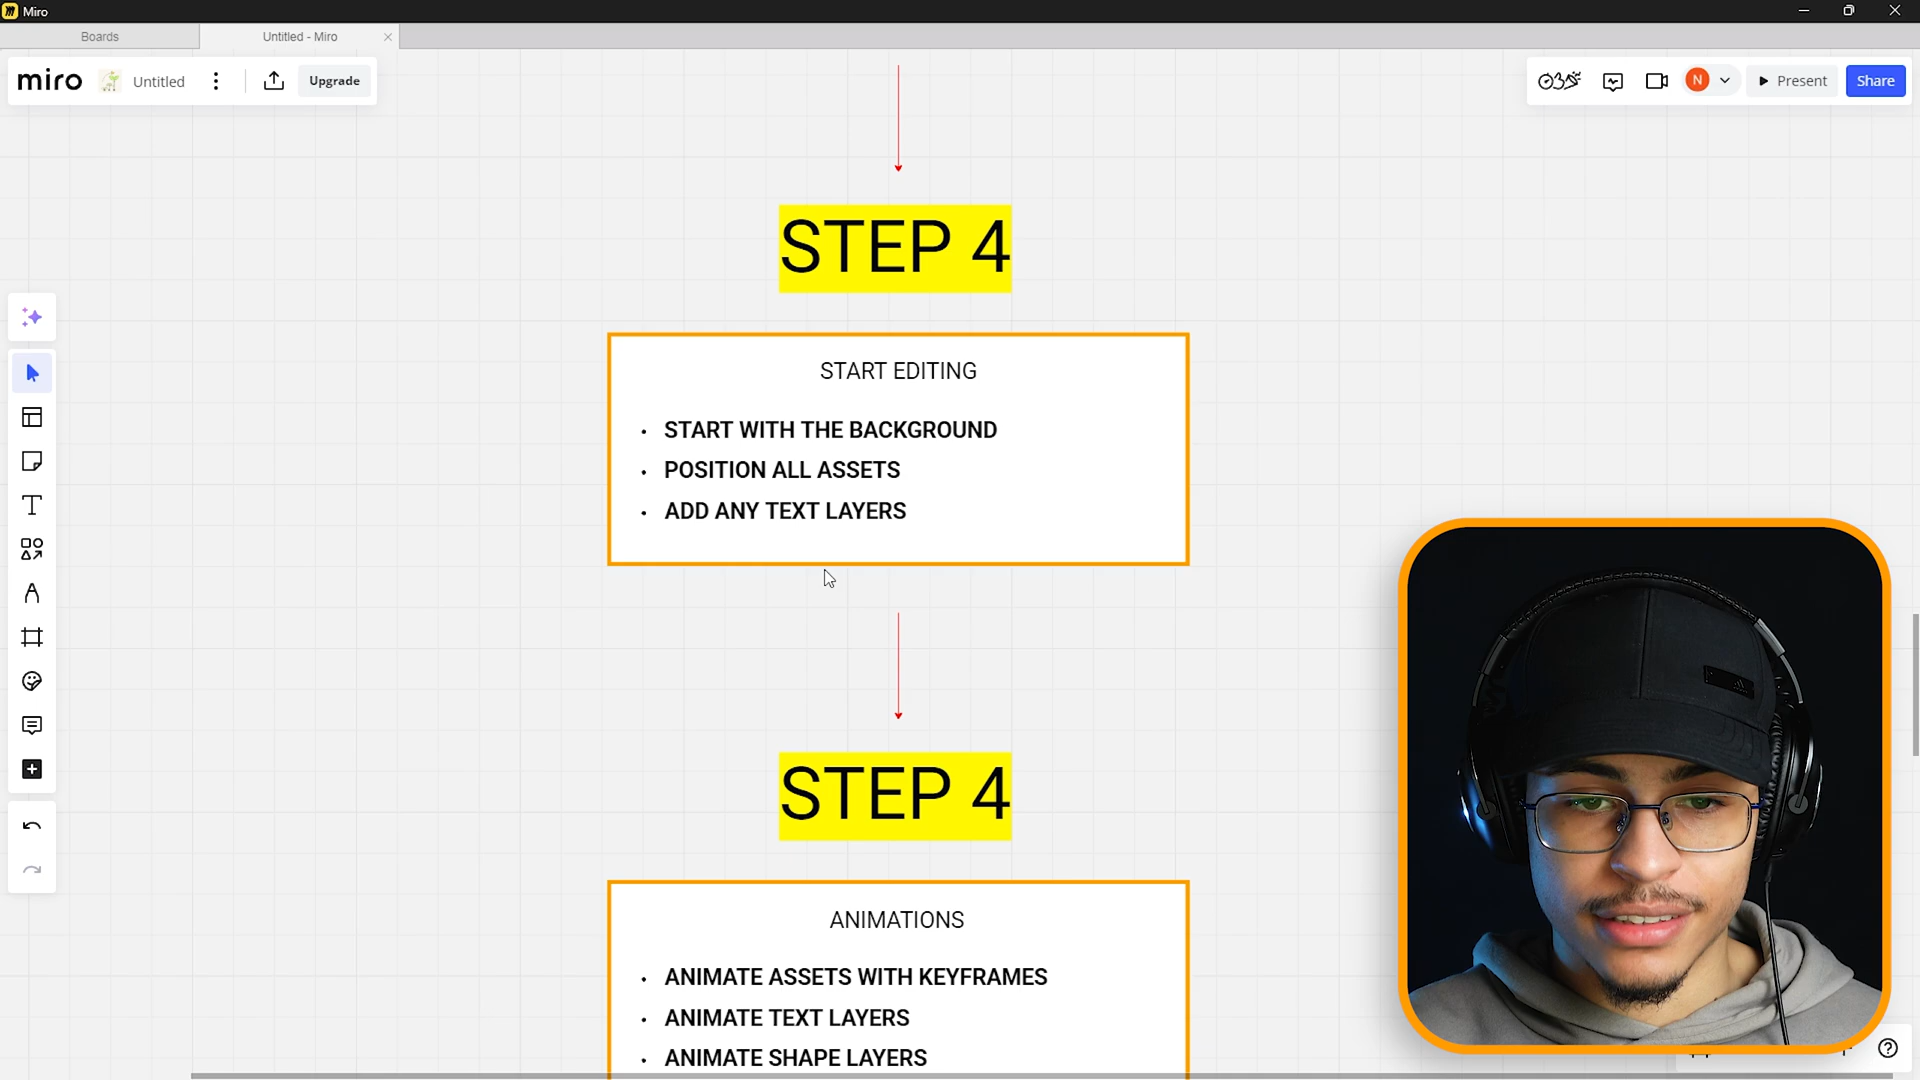 Miro
Boards
Untitled - Miro
miro
Untitled
Upgrade
N
Present
Share
STEP 4
START EDITING
• START WITH THE BACKGROUND
• POSITION ALL ASSETS
• ADD ANY TEXT LAYERS
STEP 4
ANIMATIONS
• ANIMATE ASSETS WITH KEYFRAMES
• ANIMATE TEXT LAYERS
• ANIMATE SHAPE LAYERS